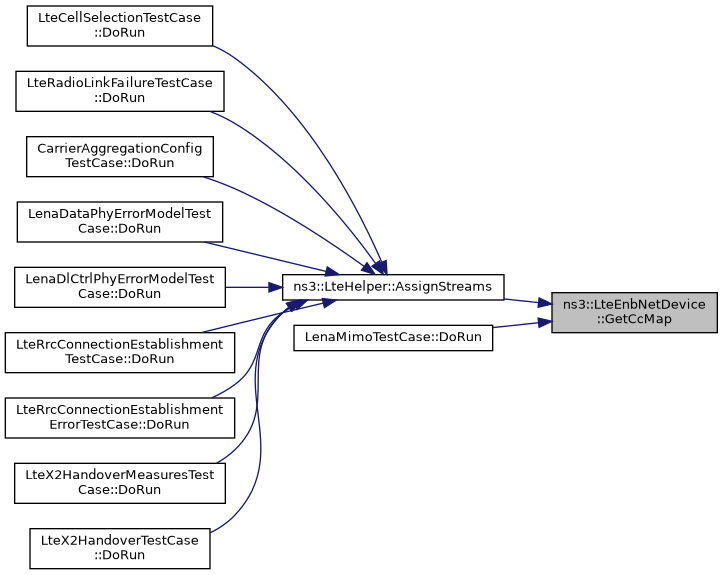 LteCellSelectionTestCase
::DoRun
LteRadioLinkFailureTestCase
::DoRun
CarrierAggregationConfig
TestCase::DoRun
LenaDataPhyErrorModelTest
Case::DoRun
LenaDlCtrlPhyErrorModelTest
Case::DoRun
LteRrcConnectionEstablishment
TestCase::DoRun
LteRrcConnectionEstablishment
ErrorTestCase::DoRun
LteX2HandoverMeasuresTest
Case::DoRun
LteX2HandoverTestCase
::DoRun
ns3::LteHelper::AssignStreams
LenaMimoTestCase::DoRun
ns3::LteEnbNetDevice
::GetCcMap